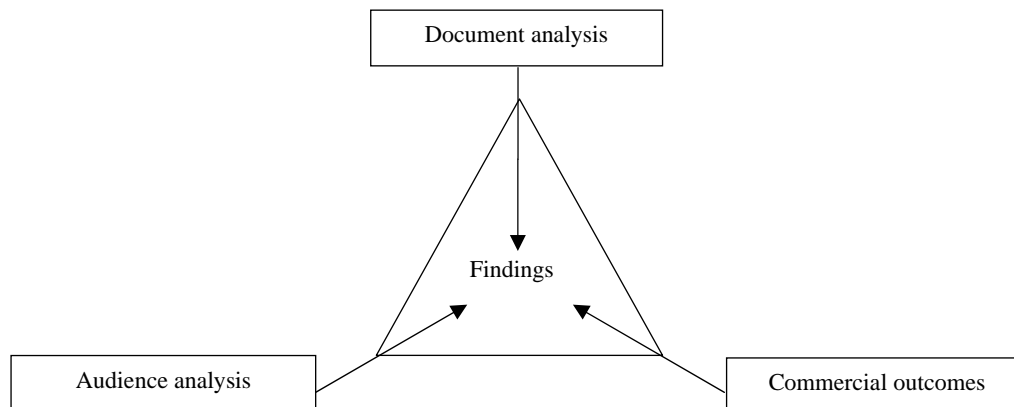 Document analysis
Findings
Audience analysis
Commercial outcomes